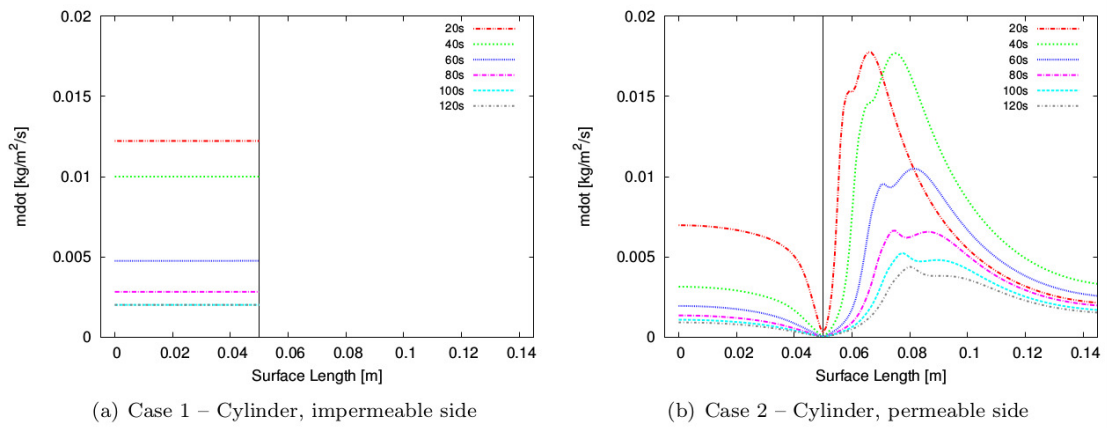 0.02
0.015
0.01
0.005
0
mdot [kg/m²/s]
20s
40s
60s
80s
100s
120s
0 0.02 0.04 0.06 0.08 0.1 0.12 0.14
Surface Length [m]
(a) Case 1 – Cylinder, impermeable side
0.02
0.015
0.01
0.005
0
mdot [kg/m²/s]
20s
40s
60s
80s
100s
120s
0 0.02 0.04 0.06 0.08 0.1 0.12 0.14
Surface Length [m]
(b) Case 2 – Cylinder, permeable side